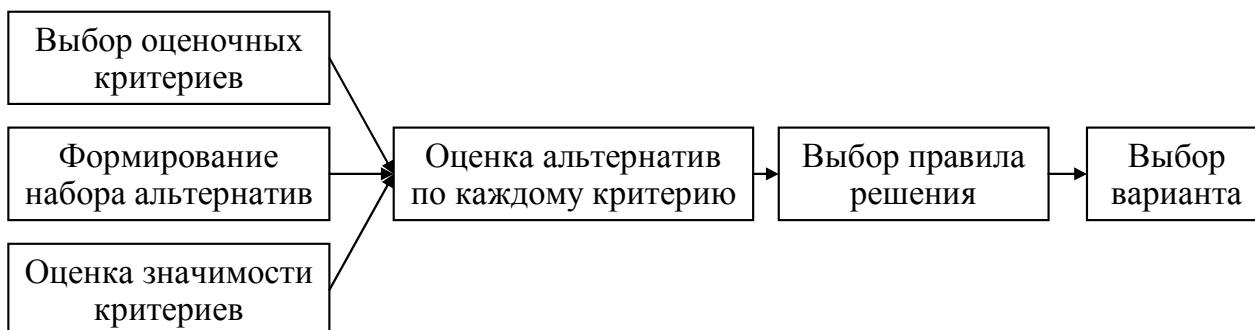 Выбор оценочных
критериев
Формирование
набора альтернатив
Оценка значимости
критериев
Оценка альтернатив
по каждому критерию
Выбор правила
решения
Выбор
варианта